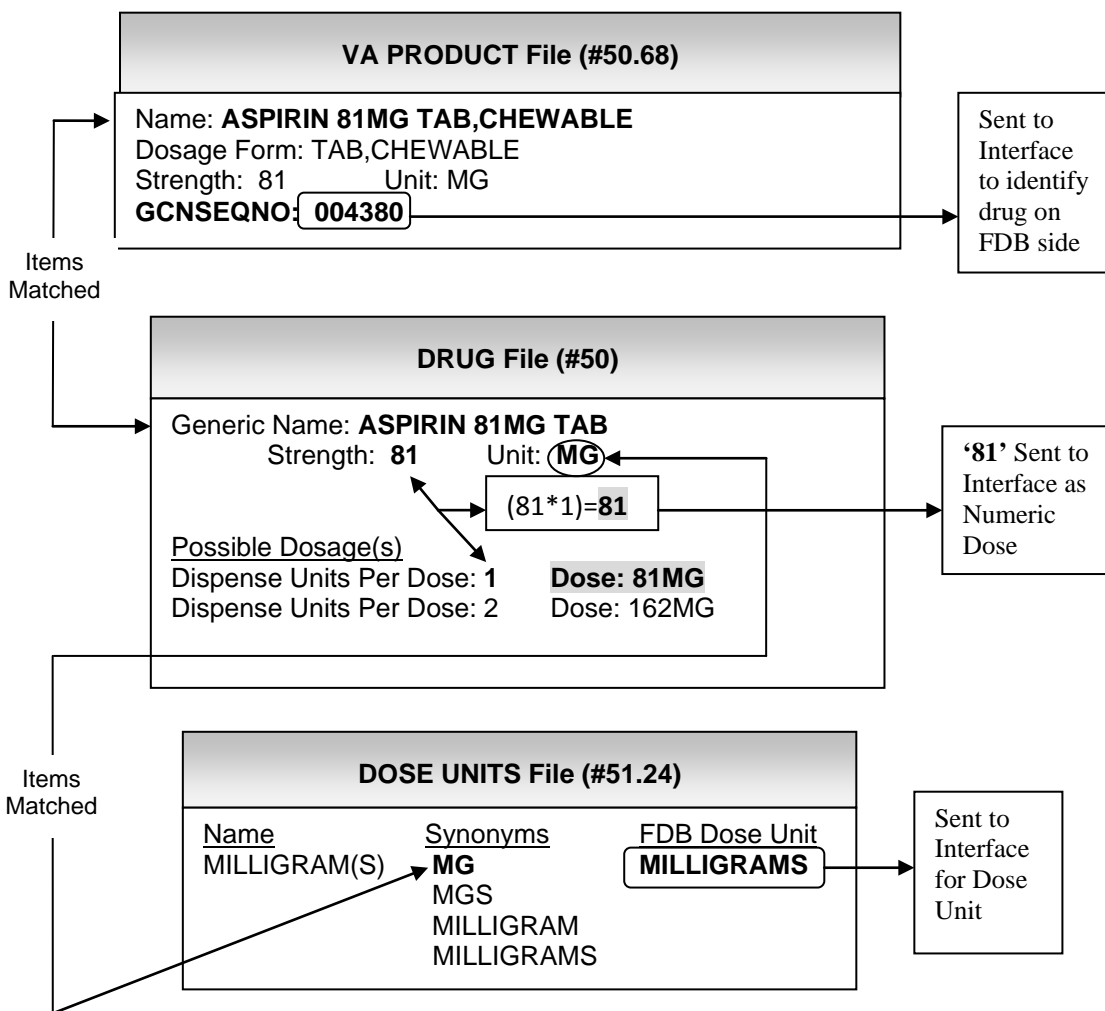 VA PRODUCT File (#50.68)
Name: ASPIRIN 81MG TAB,CHEWABLE
Dosage Form: TAB,CHEWABLE
Strength: 81 Unit: MG
GCNSEQNO: 004380
Sent to
Interface
to identify
drug on
FDB side
Items
Matched
DRUG File (#50)
Generic Name: ASPIRIN 81MG TAB
Strength: 81 Unit: MG
(81*1)=81
Possible Dosage(s)
Dispense Units Per Dose: 1 Dose: 81MG
Dispense Units Per Dose: 2 Dose: 162MG
‘81’ Sent to
Interface as
Numeric
Dose
Items
Matched
DOSE UNITS File (#51.24)
Name Synonyms FDB Dose Unit
MILLIGRAM(S) MG MILLIGRAMS
MGS
MILLIGRAM
MILLIGRAMS
Sent to
Interface
for Dose
Unit